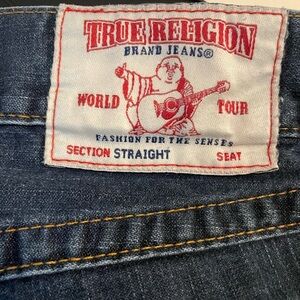 TRUE RELIGION
BRAND JEANS®
WORLD TOUR
FASHION FOR THE SENSES
SECTION STRAIGHT SEAT